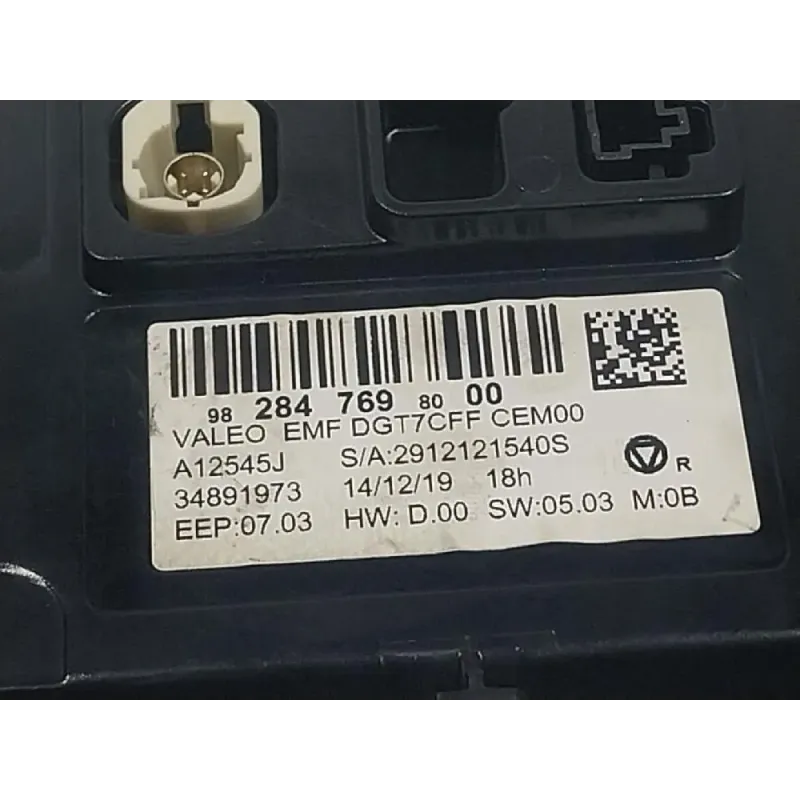 98 284 769 80 00
VALEO EMF DGT7CFF CEM00
A12545J S/A:2912121540S
34891973 14/12/19 18h R
EEP:07.03 HW: D.00 SW:05.03 M:0B